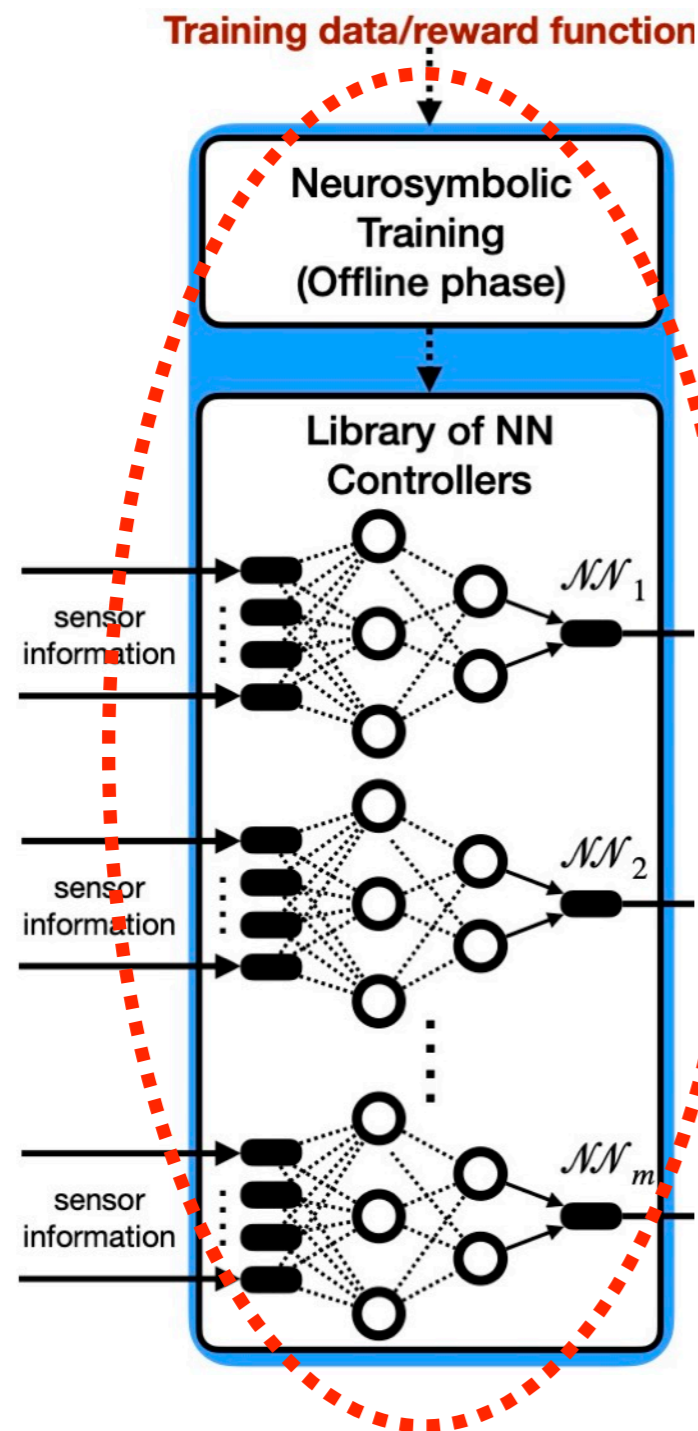 Training data/reward function
Neurosymbolic
Training
(Offline phase)
Library of NN
Controllers
𝒩𝒩1
sensor
information
𝒩𝒩2
sensor
information
𝒩𝒩m
sensor
information